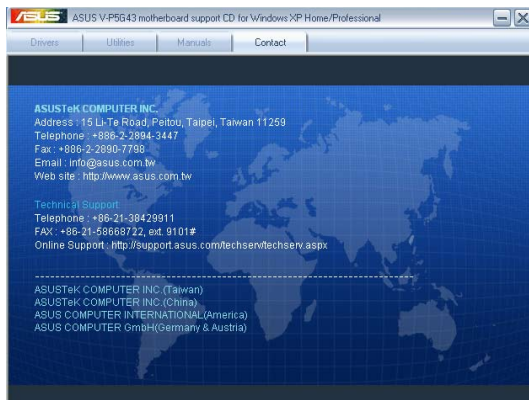 ASUS ASUS V-P5G43 motherboard support CD for Windows XP Home/Professional
Drivers Utilities Manuals Contact
ASUSTeK COMPUTER INC.
Address : 15 Li-Te Road, Peitou, Taipei, Taiwan 11259
Telephone : +886-2-2894-3447
Fax : +886-2-2890-7798
Email : info@asus.com.tw
Web site : http://www.asus.com.tw
Technical Support
Telephone : +86-21-38429911
FAX : +86-21-58668722, ext. 9101#
Online Support : http://support.asus.com/techserv/techserv.aspx
ASUSTeK COMPUTER INC.(Taiwan)
ASUSTeK COMPUTER INC.(China)
ASUS COMPUTER INTERNATIONAL(America)
ASUS COMPUTER GmbH(Germany & Austria)